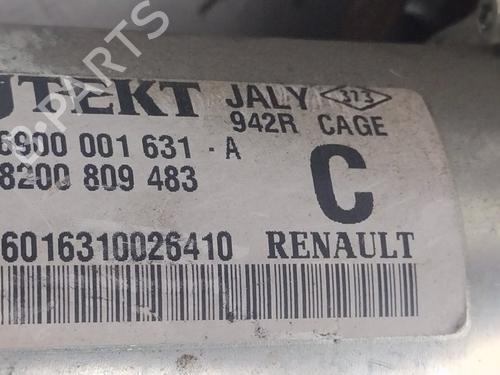 B-PARTS
JTEKT JALY 373
942R CAGE
6900 001 631 - A
8200 809 483
C
6016310026410 RENAULT